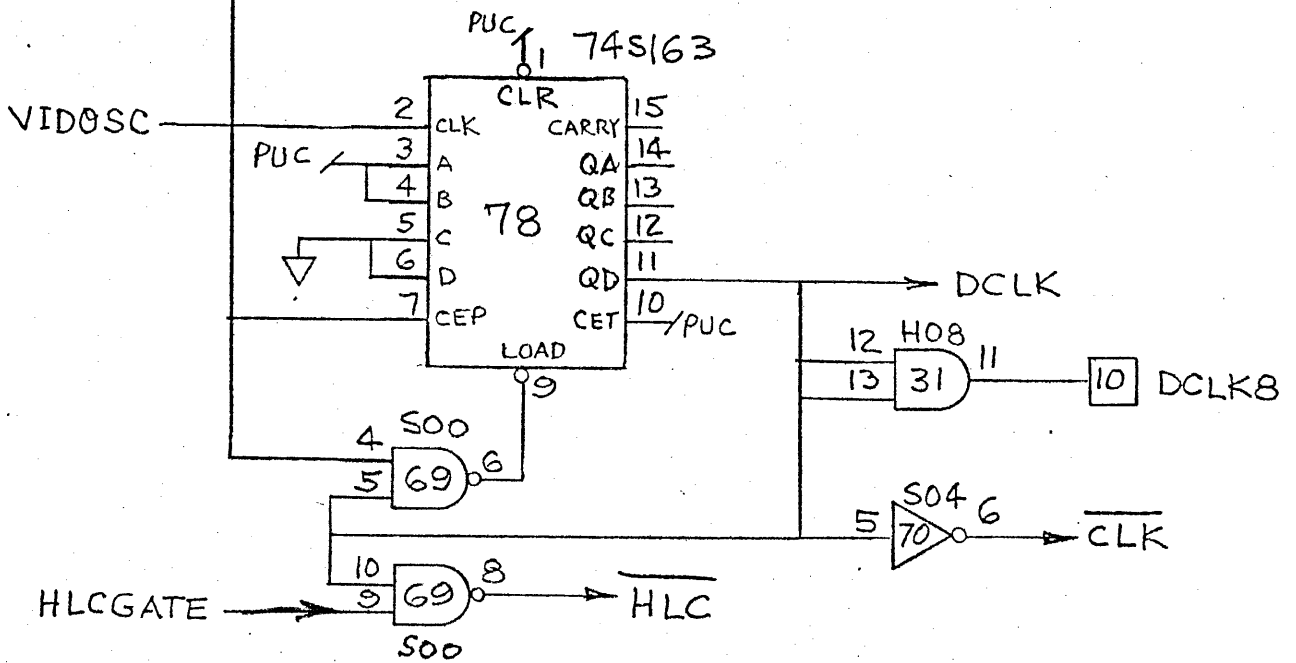 PUC
1
74S163
CLR
VIDOSC
2
CLK
CARRY
15
PUC
3
A
QA
14
4
B
QB
13
78
5
C
QC
12
6
D
QD
11
DCLK
7
CEP
CET
10
PUC
LOAD
9
H08
12
13
31
11
10
DCLK8
S00
4
5
69
6
S04
5
70
6
CLK
10
9
69
8
HLC
HLCGATE
S00